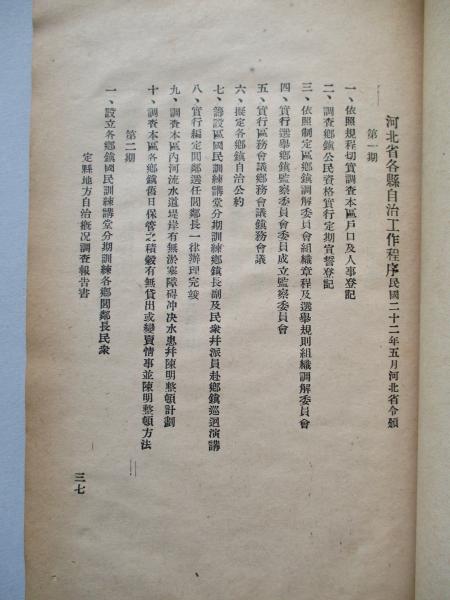 河北省各縣自治工作程序民國二十二年五月河北省令頒
第一期
一、依照規程切實調查本區戶口及人事登記
二、調查鄉鎮公民資格實行定期宣誓登記
三、依照制定區鄉鎮調解委員會組織章程及選舉規則組織調解委員會
四、實行選舉鄉鎮監察委員會委員成立監察委員會
五、實行區務會議鄉務會議鎮務會議
六、擬定各鄉鎮自治公約
七、籌設區國民訓練講堂分期訓練鄉鎮長副及民衆幷派員赴鄉鎮巡迴演講
八、實行編定閭鄰選任閭鄰長一律辦理完竣
九、調查本區內河流水道堤岸有無淤塞障碍冲决水患幷陳明整頓計劃
十、調查本區各鄉鎮舊日保管之積穀有無貸出或變賣情事並陳明整頓方法
第二期
一、設立各鄉鎮國民訓練講堂分期訓練各鄉閭鄰長民衆
定縣地方自治槪況調查報告書
三七